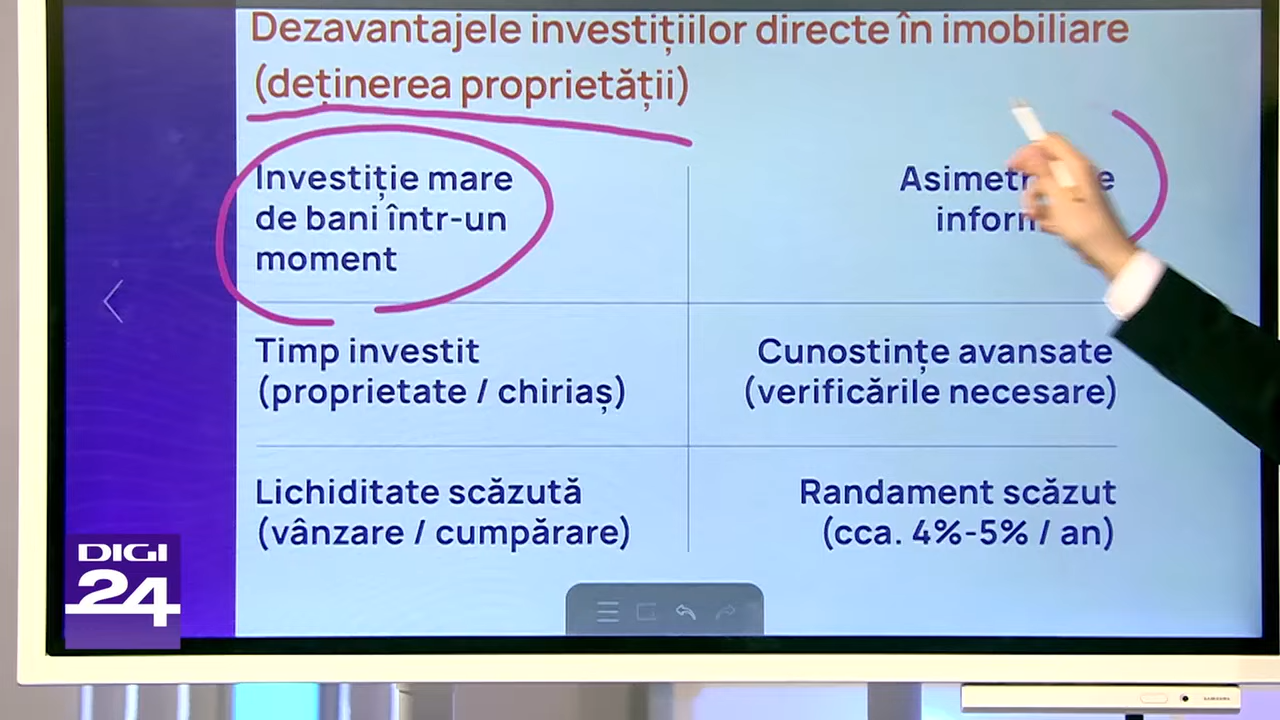 Dezavantajele investițiilor directe în imobiliare
(deținerea proprietății)
Investiție mare
de bani într-un
moment
Timp investit
(proprietate / chiriaș)
Cunostințe avansate
(verificările necesare)
Lichiditate scăzută
(vânzare / cumpărare)
Randament scăzut
(cca. 4%-5% / an)
DIGI
24
SAMSUNG